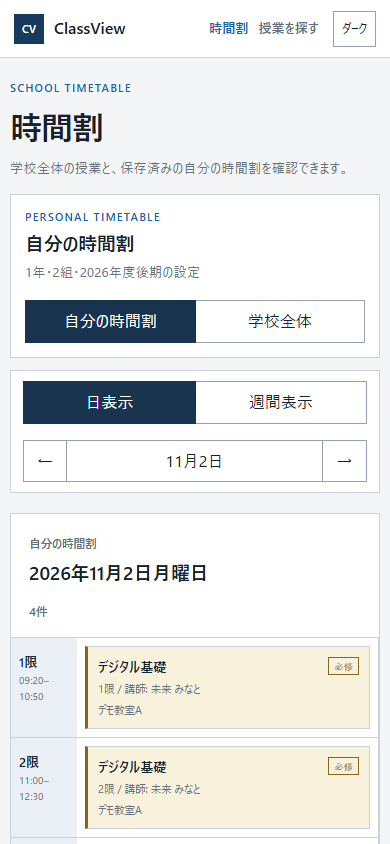 CV ClassView 時間割 授業を探す ダーク
SCHOOL TIMETABLE
時間割
学校全体の授業と、保存済みの自分の時間割を確認できます。
PERSONAL TIMETABLE
自分の時間割
1年・2組・2026年度後期の設定
自分の時間割 学校全体
日表示 週間表示
← 11月2日 →
自分の時間割
2026年11月2日月曜日
4件
1限
09:20–
10:50
デジタル基礎 必修
1限 / 講師: 未来 みなと
デモ教室A
2限
11:00–
12:30
デジタル基礎 必修
2限 / 講師: 未来 みなと
デモ教室A